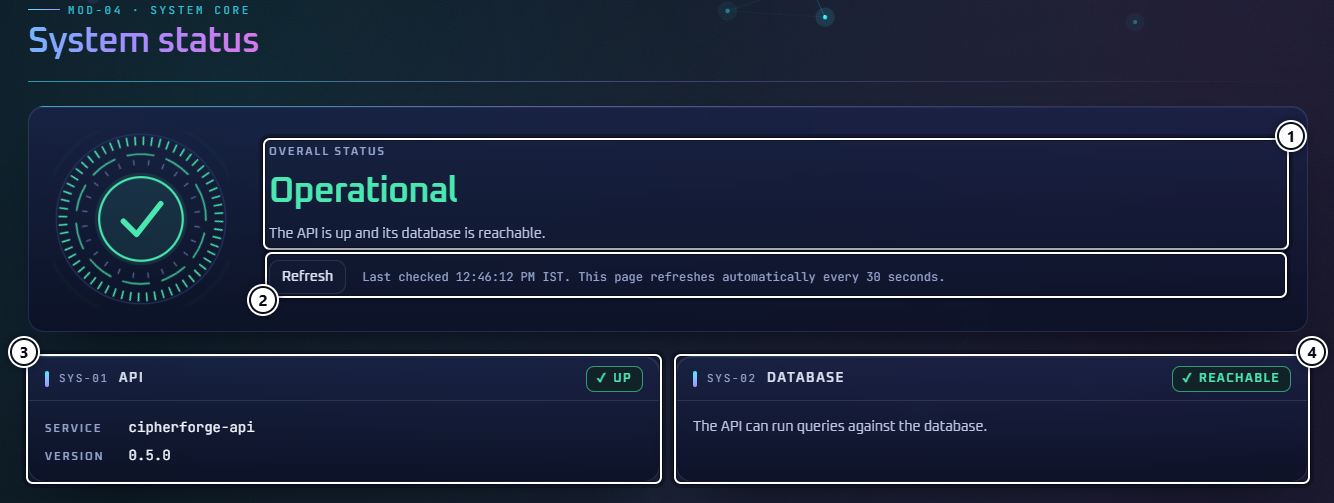 MOD-04 · SYSTEM CORE
System status
1
OVERALL STATUS
Operational
The API is up and its database is reachable.
Refresh Last checked 12:46:12 PM IST. This page refreshes automatically every 30 seconds.
2
3
4
SYS-01 API ✓ UP
SERVICE cipherforge-api
VERSION 0.5.0
SYS-02 DATABASE ✓ REACHABLE
The API can run queries against the database.